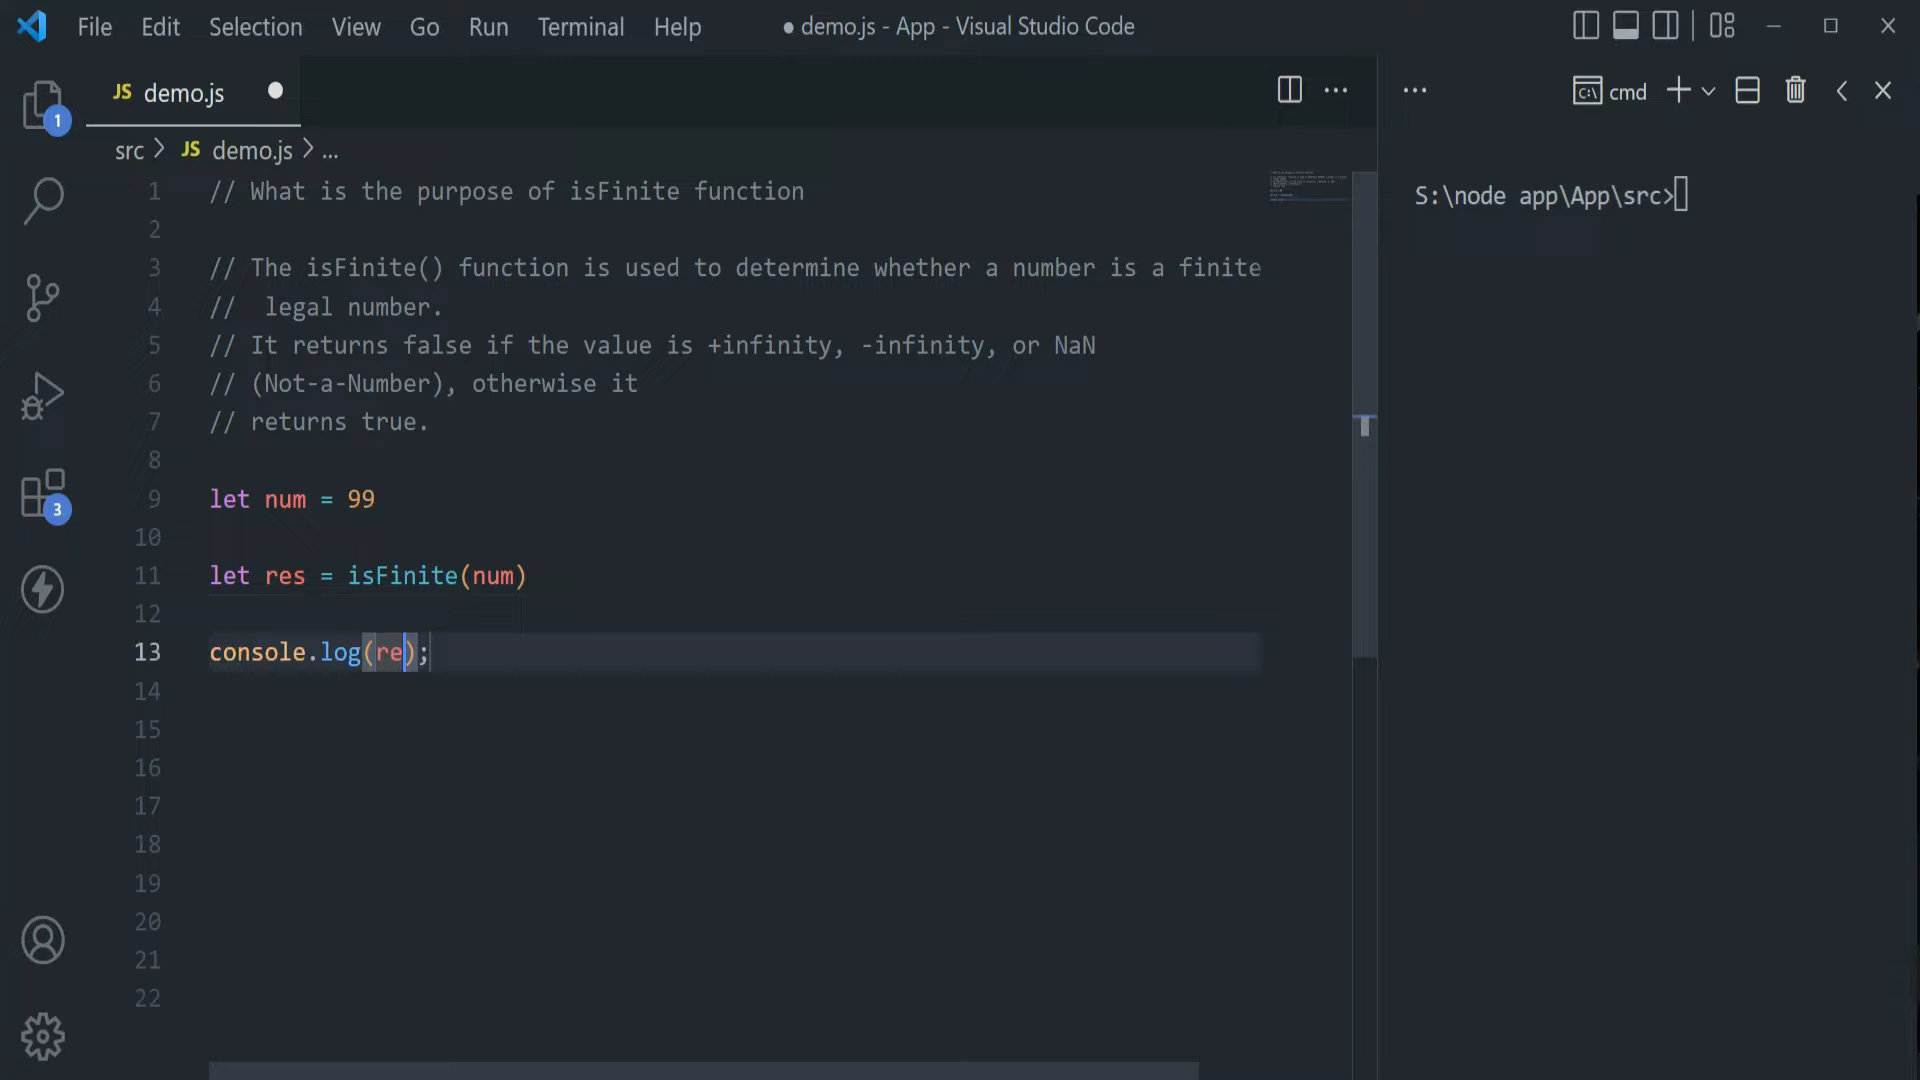 File Edit Selection View Go Run Terminal Help ● demo.js - App - Visual Studio Code
JS demo.js
cmd
src > JS demo.js > ...
1 // What is the purpose of isFinite function
2
3 // The isFinite() function is used to determine whether a number is a finite
4 //  legal number.
5 // It returns false if the value is +infinity, -infinity, or NaN
6 // (Not-a-Number), otherwise it
7 // returns true.
8
9 let num = 99
10
11 let res = isFinite(num)
12
13 console.log(re);
14
15
16
17
18
19
20
21
22
1
3
S:\node app\App\src>